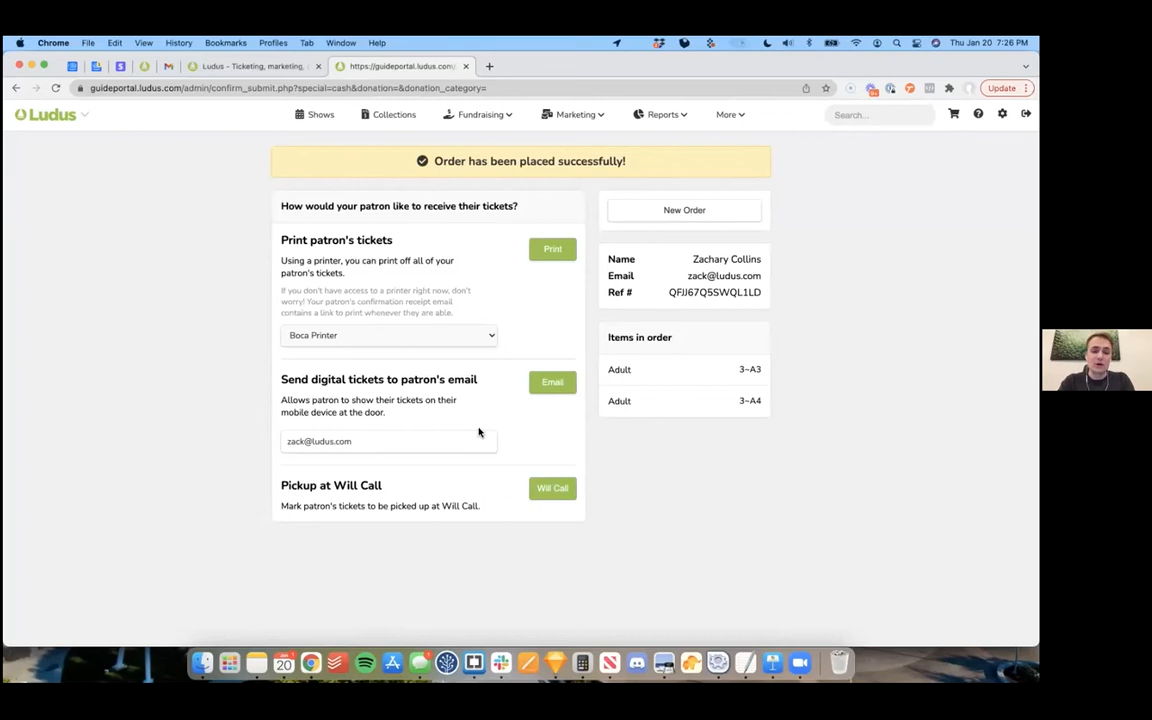 Chrome File Edit View History Bookmarks Profiles Tab Window Help Thu Jan 20 7:26 PM
Ludus - Ticketing, marketing, https://guideportal.ludus.com/
guideportal.ludus.com/admin/confirm_submit.php?special=cash&donation=&donation_category= Update
Ludus Shows Collections Fundraising Marketing Reports More Search...
Order has been placed successfully!
How would your patron like to receive their tickets?
Print patron's tickets
Print
Using a printer, you can print off all of your
patron's tickets.
If you don't have access to a printer right now, don't
worry! Your patron's confirmation receipt email
contains a link to print whenever they are able.
Boca Printer
Send digital tickets to patron's email
Email
Allows patron to show their tickets on their
mobile device at the door.
zack@ludus.com
Pickup at Will Call
Will Call
Mark patron's tickets to be picked up at Will Call.
New Order
Name Zachary Collins
Email zack@ludus.com
Ref # QFJJ67Q5SWQL1LD
Items in order
Adult 3-A3
Adult 3-A4
JAN
20